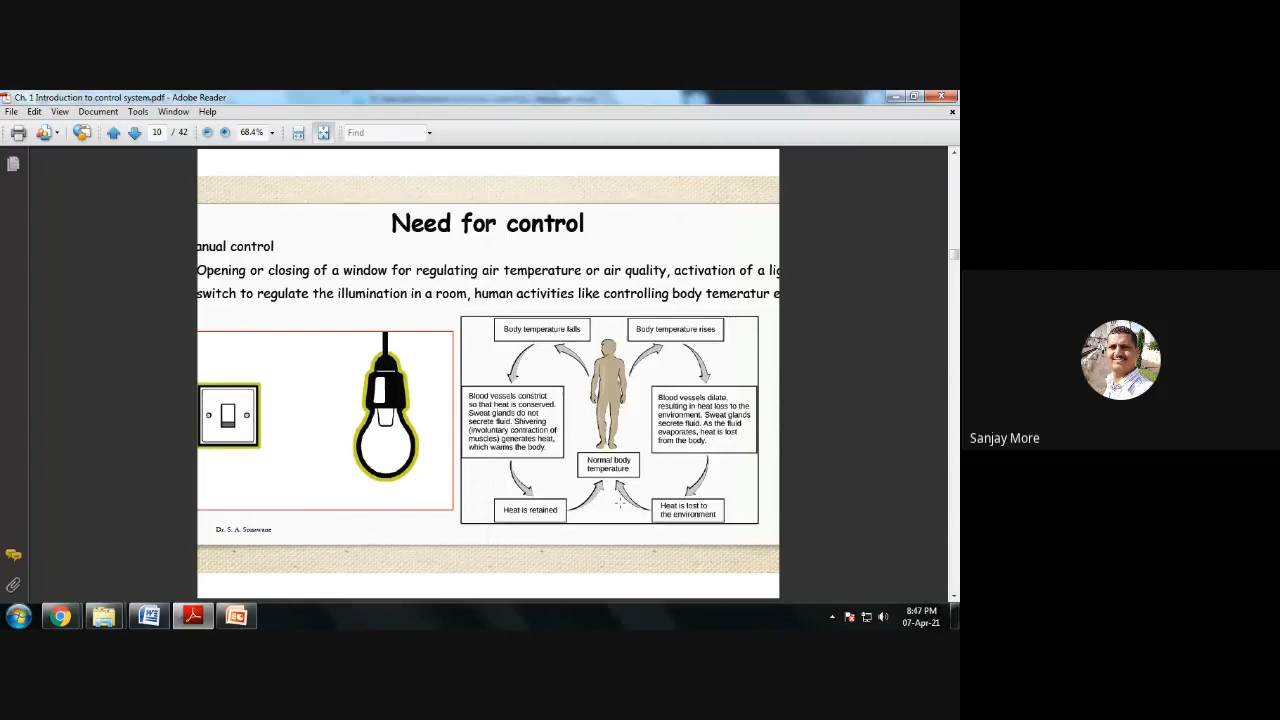 Ch. 1 Introduction to control system.pdf - Adobe Reader
File Edit View Document Tools Window Help
10 / 42 68.4% Find
Need for control
anual control
Opening or closing of a window for regulating air temperature or air quality, activation of a lig
switch to regulate the illumination in a room, human activities like controlling body temeratur e
Body temperature falls
Body temperature rises
Blood vessels constrict
so that heat is conserved.
Sweat glands do not
secrete fluid. Shivering
(involuntary contraction of
muscles) generates heat,
which warms the body.
Blood vessels dilate,
resulting in heat loss to the
environment. Sweat glands
secrete fluid. As the fluid
evaporates, heat is lost
from the body.
Normal body
temperature
Heat is retained
Heat is lost to
the environment
Dr. S. A. Sonawane
8:47 PM
07-Apr-21
Sanjay More